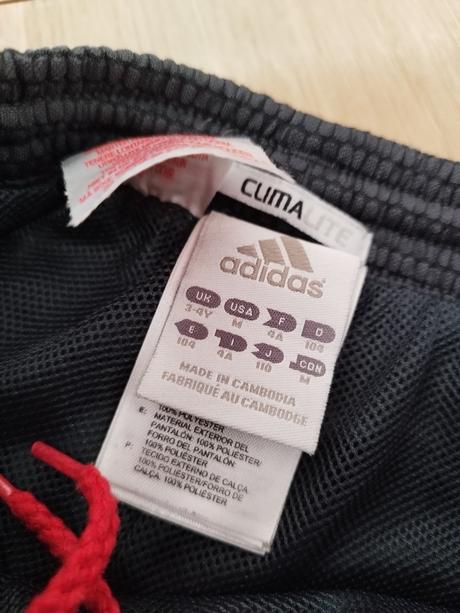 CLIMALITE
adidas
UK USA F D
3-4Y M 4A 104
E I J CDN
104 4A 110 M
MADE IN CAMBODIA
FABRIQUÉ AU CAMBODGE
100% POLYESTER
E: MATERIAL EXTERIOR DEL
PANTALÓN: 100% POLIÉSTER/
FORRO DEL PANTALÓN:
100% POLIÉSTER
P: TECIDO EXTERNO DE CALÇA:
100% POLIÉSTER/FORRO DE
CALÇA: 100% POLIÉSTER